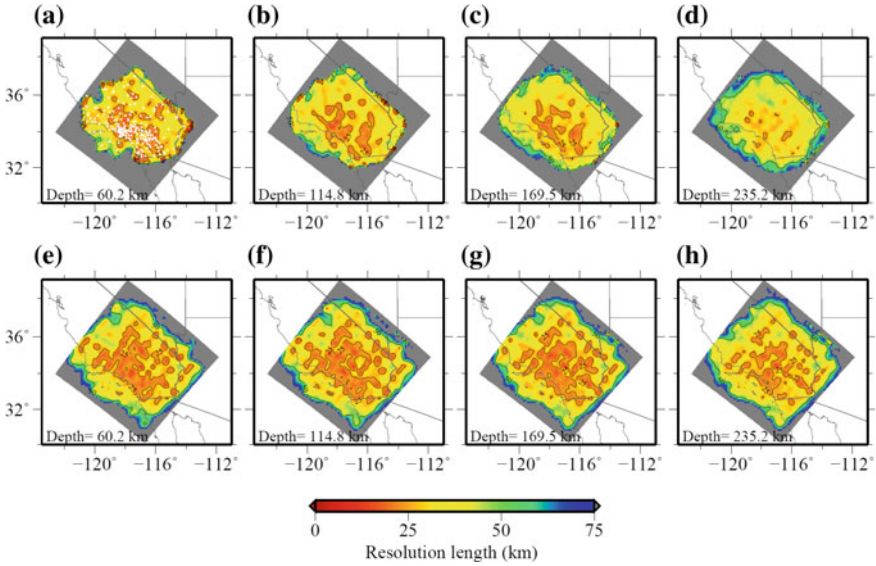 (a) (b) (c) (d)
36°
32°
Depth= 60.2 km Depth= 114.8 km Depth= 169.5 km Depth= 235.2 km
−120° −116° −112° −120° −116° −112° −120° −116° −112° −120° −116° −112°
(e) (f) (g) (h)
36°
32°
Depth= 60.2 km Depth= 114.8 km Depth= 169.5 km Depth= 235.2 km
−120° −116° −112° −120° −116° −112° −120° −116° −112° −120° −116° −112°
0 25 50 75
Resolution length (km)